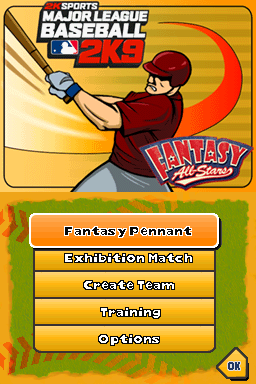 2K SPORTS
MAJOR LEAGUE
BASEBALL
2K9
FANTASY
All-Stars
Fantasy Pennant
Exhibition Match
Create Team
Training
Options
OK